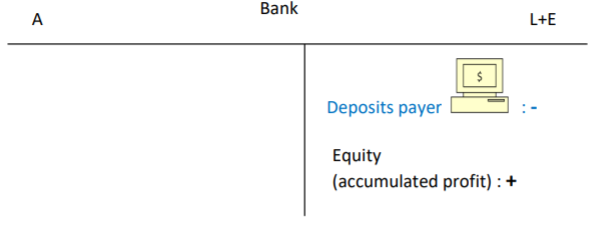 Bank
A
L+E
$
Deposits payer : -
Equity
(accumulated profit) : +